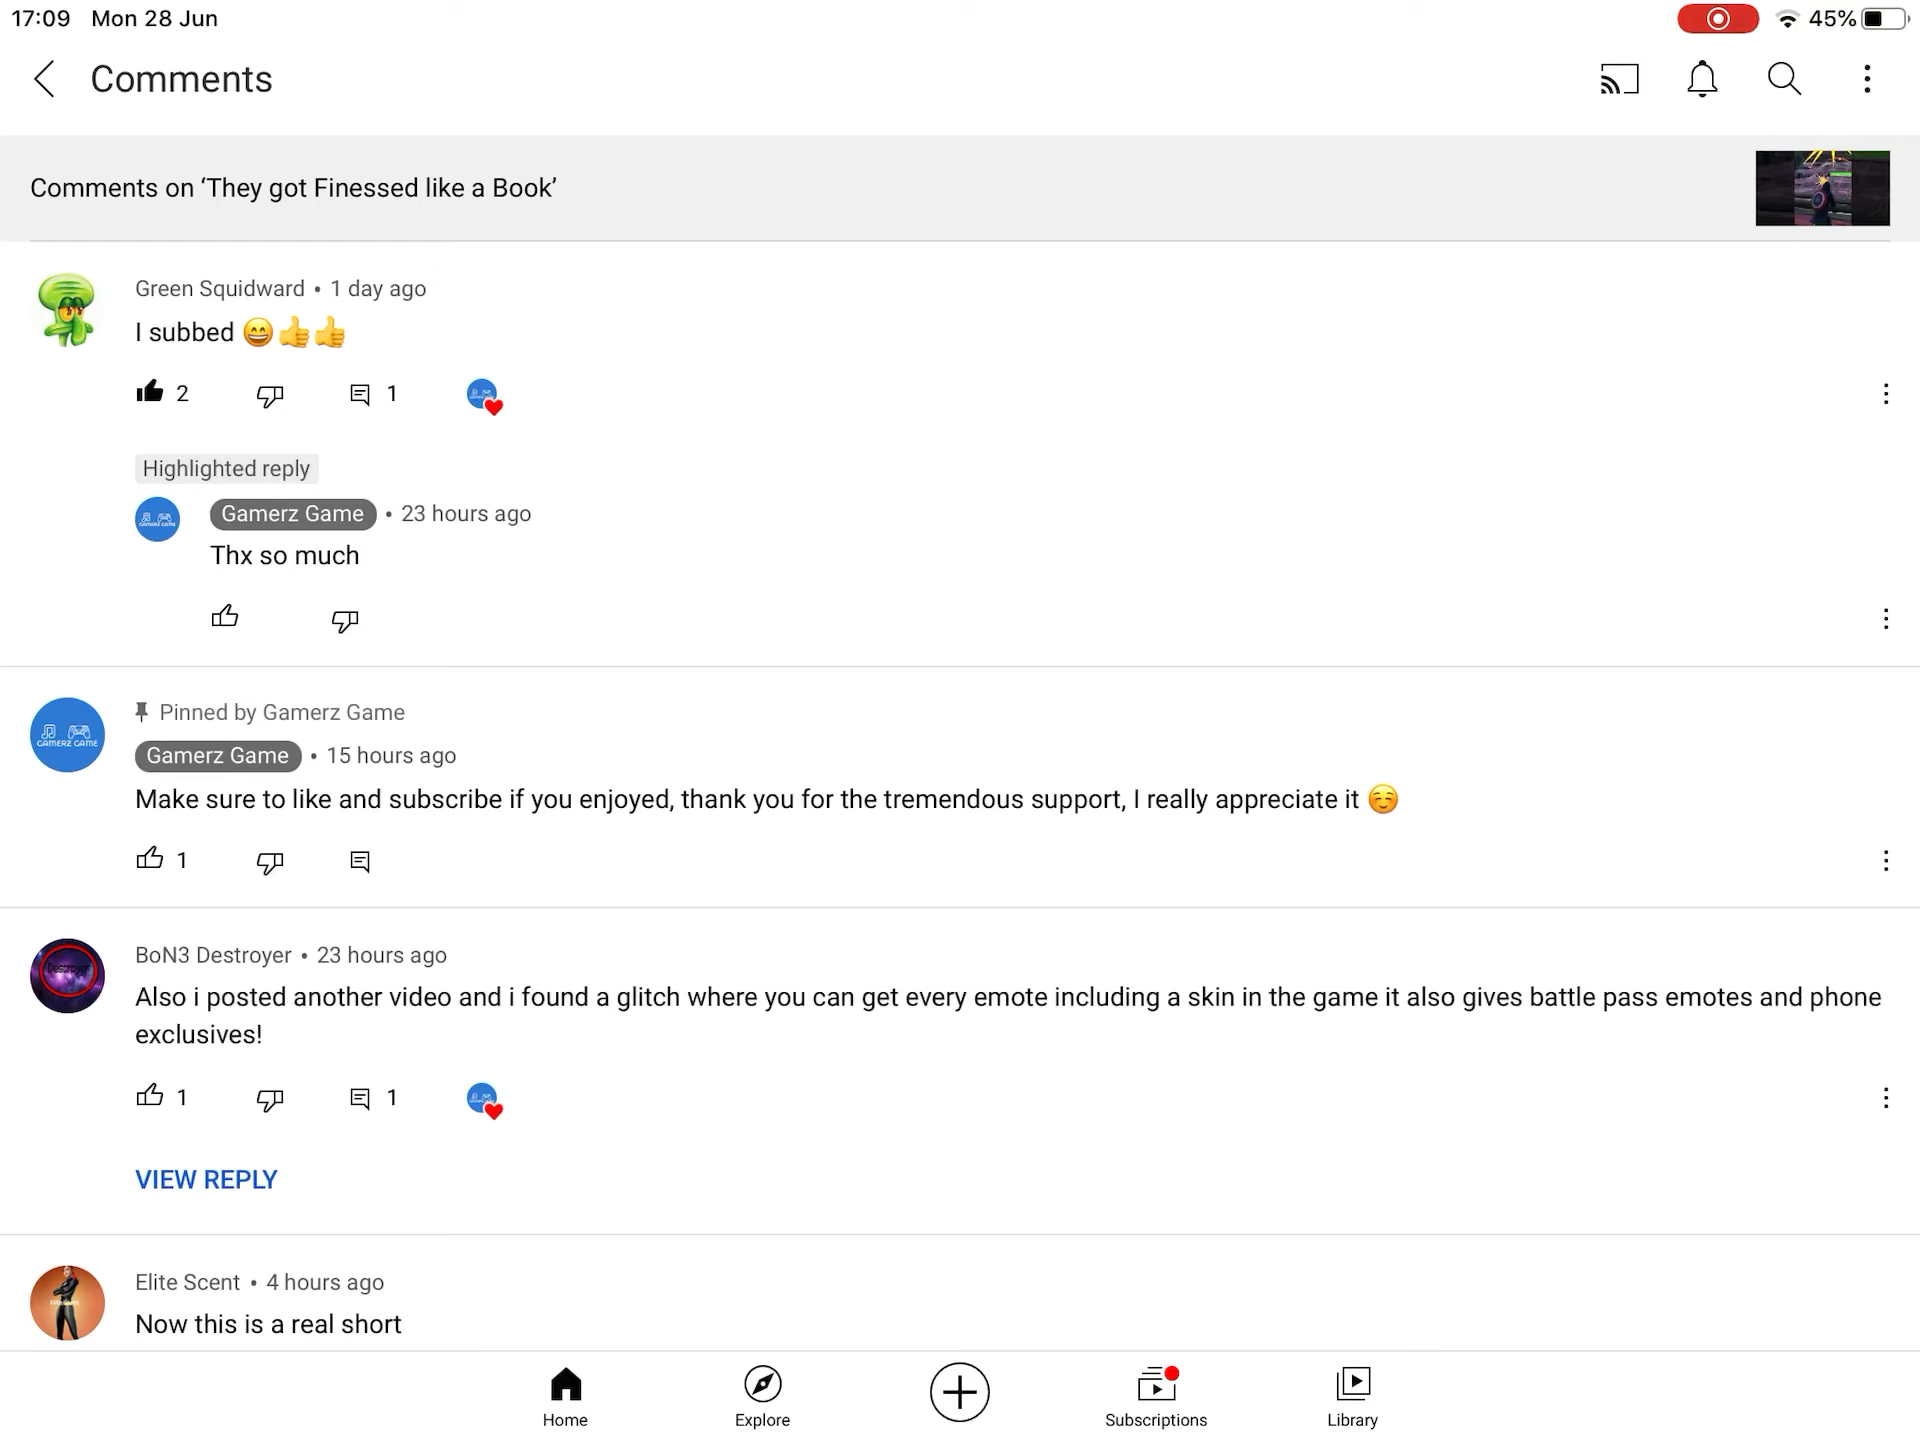 17:09 Mon 28 Jun
45%
Comments
Comments on ‘They got Finessed like a Book’
Green Squidward • 1 day ago
I subbed 😄👍👍
2
1
Highlighted reply
Gamerz Game • 23 hours ago
Thx so much
Pinned by Gamerz Game
GAMERZ GAME
Gamerz Game • 15 hours ago
Make sure to like and subscribe if you enjoyed, thank you for the tremendous support, I really appreciate it ☺️
1
BoN3 Destroyer • 23 hours ago
Also i posted another video and i found a glitch where you can get every emote including a skin in the game it also gives battle pass emotes and phone
exclusives!
1
1
VIEW REPLY
Elite Scent • 4 hours ago
Now this is a real short
Home
Explore
Subscriptions
Library